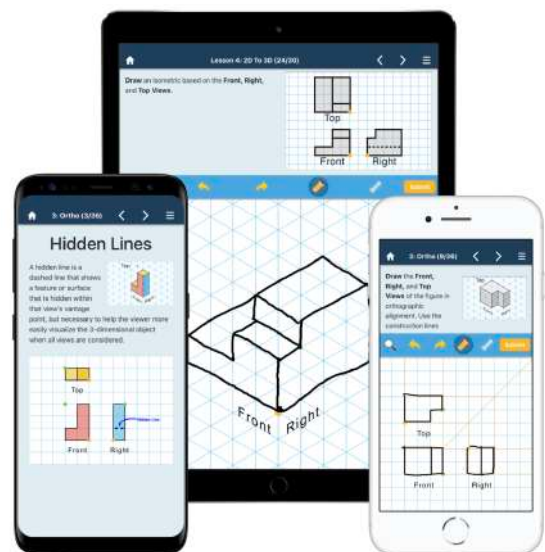 Lesson 4: 2D To 3D (24/30)
Draw an isometric based on the Front, Right,
and Top Views.
Top
Front Right
Submit
Front Right
3: Ortho (3/36)
Hidden Lines
A hidden line is a
dashed line that shows
a feature or surface
that is hidden within
that view's vantage
point, but necessary to help the viewer more
easily visualize the 3-dimensional object
when all views are considered.
Top
Front Right
3: Ortho (9/36)
Draw the Front,
Right, and Top
Views of the figure in
orthographic
alignment. Use the
construction lines
Top
Front Right